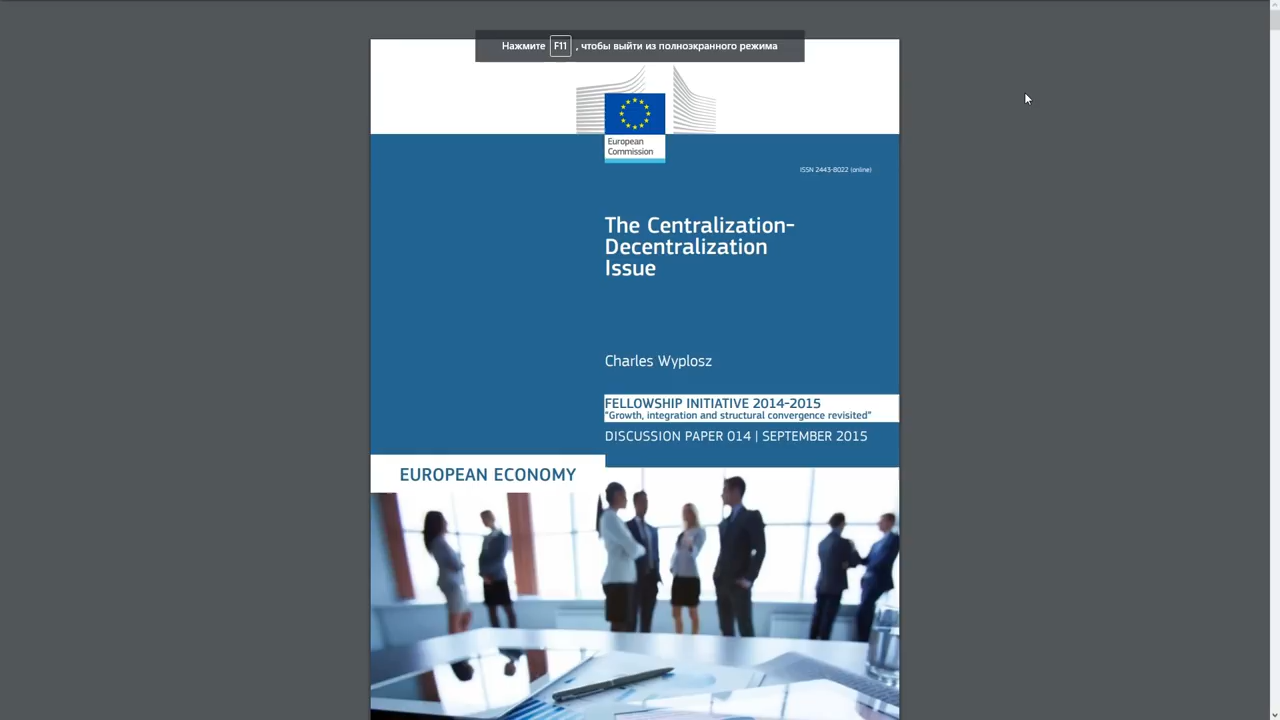 Нажмите F11 , чтобы выйти из полноэкранного режима
European
Commission
ISSN 2443-8022 (online)
The Centralization-
Decentralization
Issue
Charles Wyplosz
FELLOWSHIP INITIATIVE 2014-2015
"Growth, integration and structural convergence revisited"
DISCUSSION PAPER 014 | SEPTEMBER 2015
EUROPEAN ECONOMY